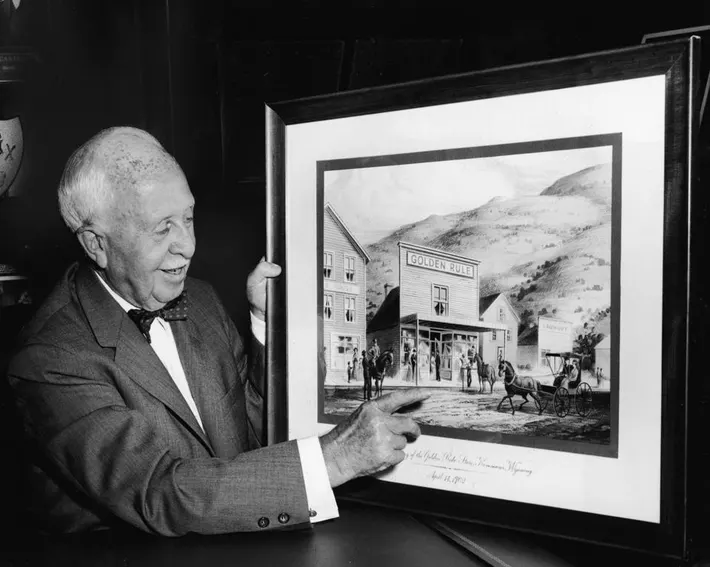 GOLDEN RULE
of the Golden Rule Store, Kemmerer, Wyoming
April 14, 1902